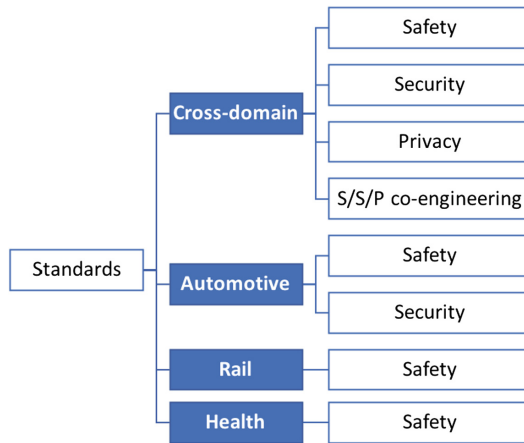 Standards
Cross-domain
Safety
Security
Privacy
S/S/P co-engineering
Automotive
Safety
Security
Rail
Safety
Health
Safety